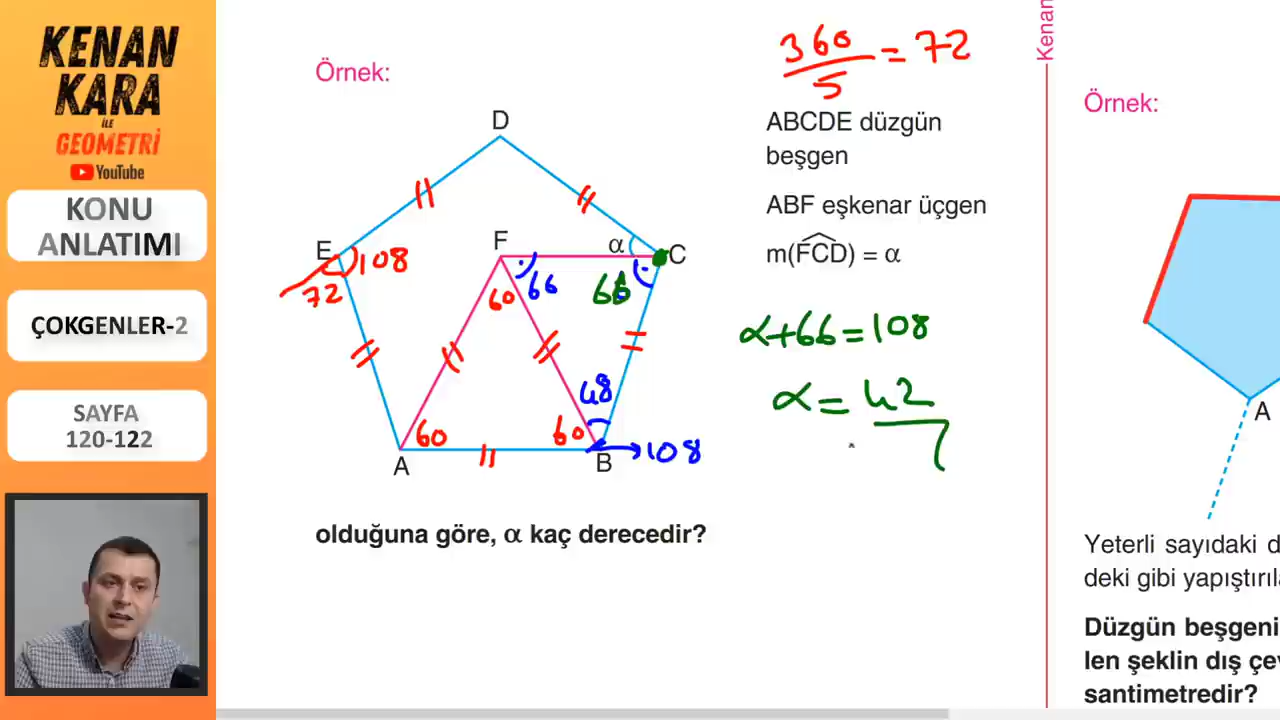 KENAN
KARA
İLE
GEOMETRİ
YouTube
KONU
ANLATIMI
ÇOKGENLER-2
SAYFA
120-122
Örnek:
D
E
F
α
C
A
B
108
72
60
66
66
60
60
48
108
olduğuna göre, α kaç derecedir?
360/5 = 72
ABCDE düzgün
beşgen
ABF eşkenar üçgen
m(FCD) = α
α+66=108
α=42
Kenan
Örnek:
A
Yeterli sayıdaki d
deki gibi yapıştırıl
Düzgün beşgeni
len şeklin dış çev
santimetredir?